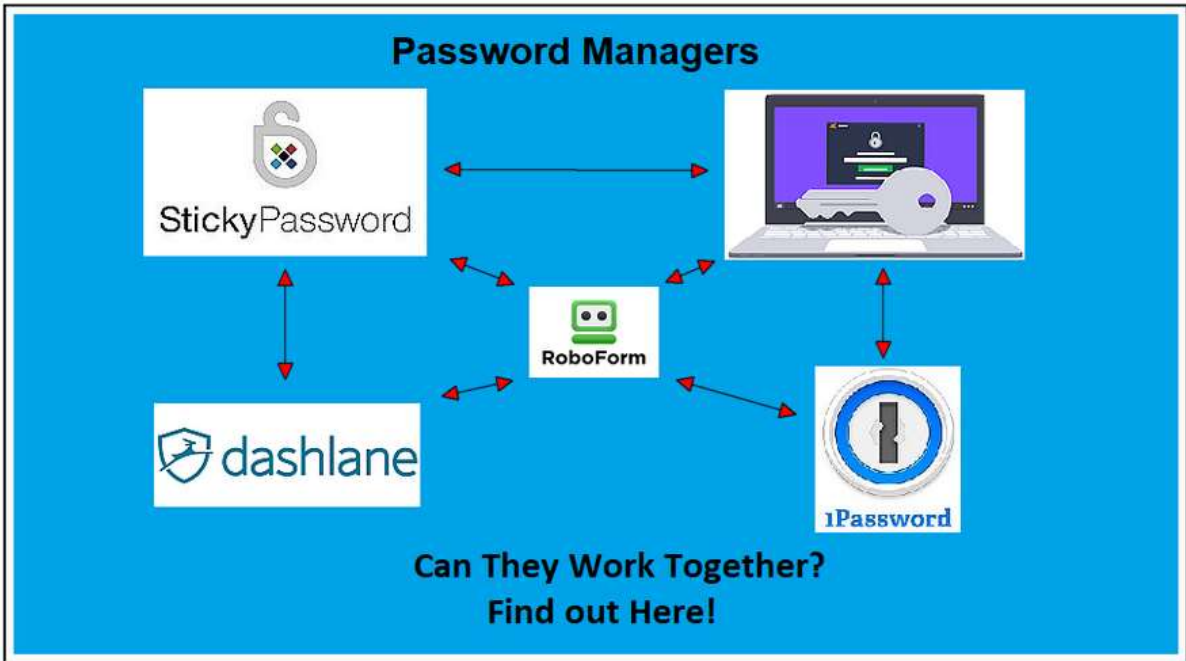 Password Managers
StickyPassword
RoboForm
dashlane
1Password
Can They Work Together?
Find out Here!